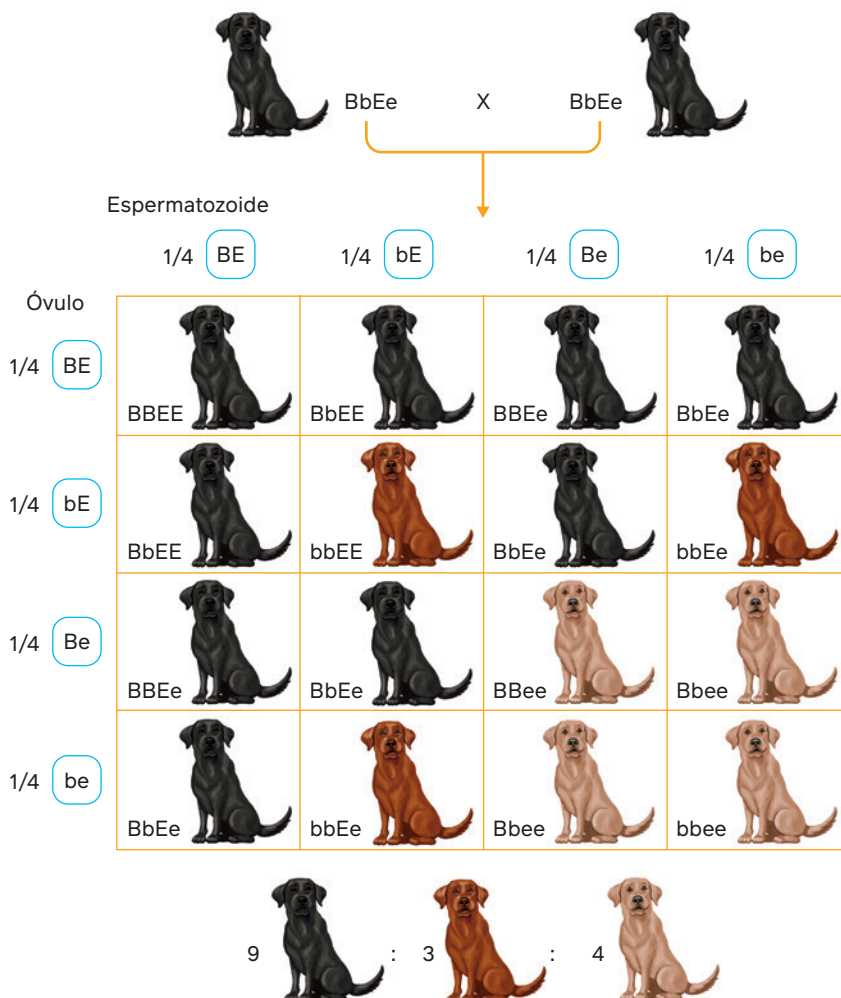 BbEe X BbEe
Espermatozoide
1/4 BE 1/4 bE 1/4 Be 1/4 be
Óvulo
1/4 BE
BBEE BbEE BBEe BbEe
1/4 bE
BbEE bbEE BbEe bbEe
1/4 Be
BBEe BbEe BBee Bbee
1/4 be
BbEe bbEe Bbee bbee
9 : 3 : 4